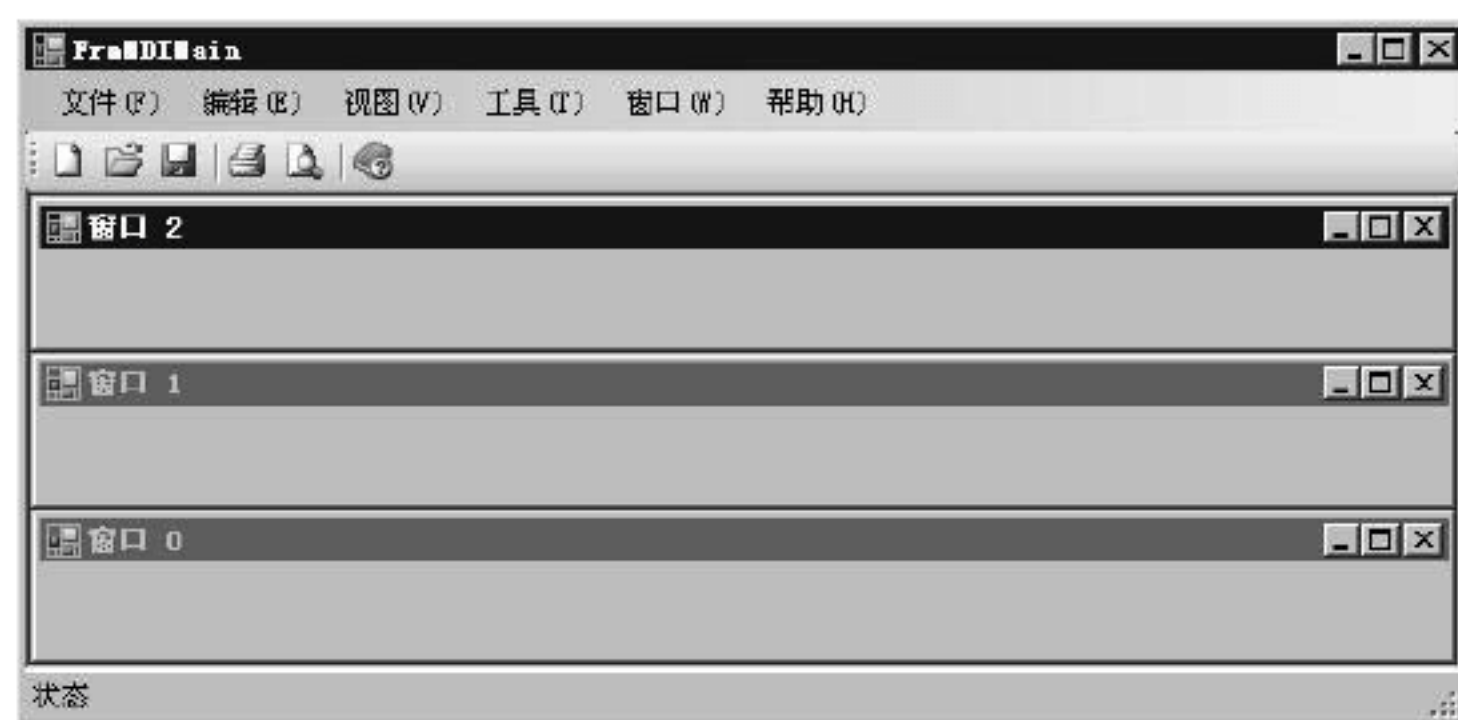 FrmMDIMain
文件(F) 编辑(E) 视图(V) 工具(T) 窗口(W) 帮助(H)
窗口 2
窗口 1
窗口 0
状态